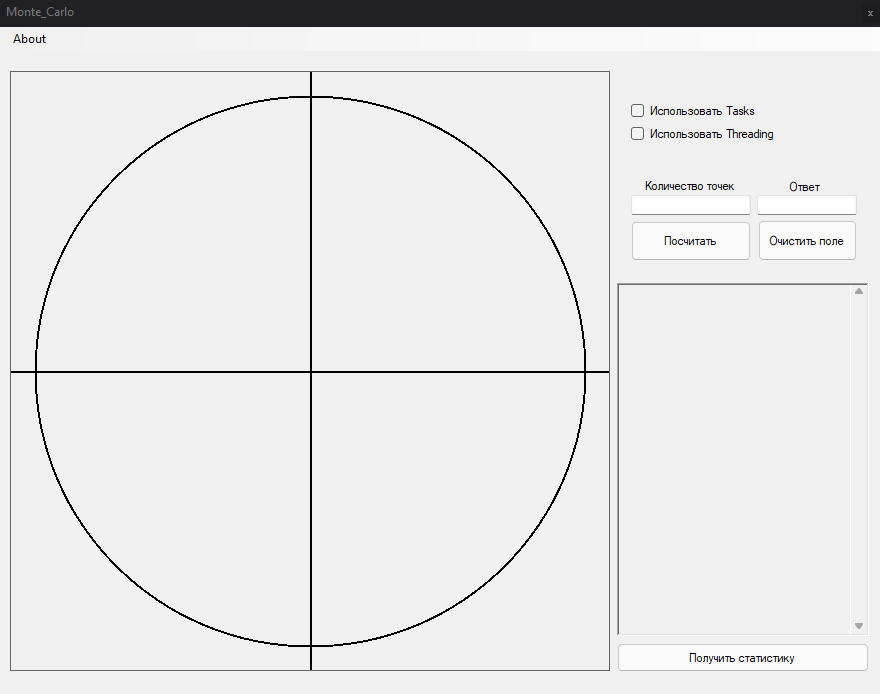 Monte_Carlo
x
About
Использовать Tasks
Использовать Threading
Количество точек
Ответ
Посчитать
Очистить поле
Получить статистику